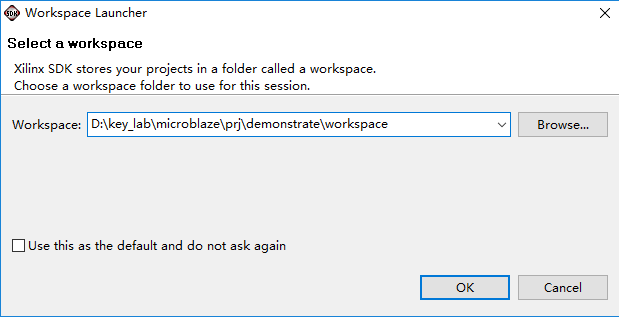 SDK
Workspace Launcher
Select a workspace
Xilinx SDK stores your projects in a folder called a workspace.
Choose a workspace folder to use for this session.
Workspace: D:\key_lab\microblaze\prj\demonstrate\workspace Browse...
Use this as the default and do not ask again
OK Cancel